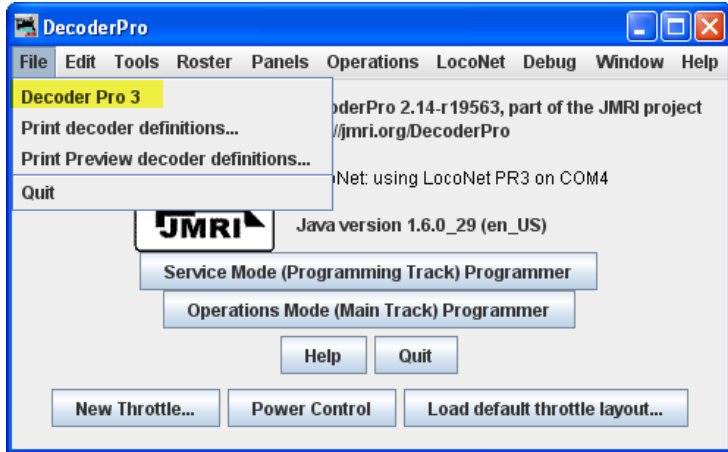 DecoderPro
File Edit Tools Roster Panels Operations LocoNet Debug Window Help
Decoder Pro 3
Print decoder definitions...
Print Preview decoder definitions...
Quit
oderPro 2.14-r19563, part of the JMRI project
//jmri.org/DecoderPro
Net: using LocoNet PR3 on COM4
JMRI
Java version 1.6.0_29 (en_US)
Service Mode (Programming Track) Programmer
Operations Mode (Main Track) Programmer
Help Quit
New Throttle... Power Control Load default throttle layout...